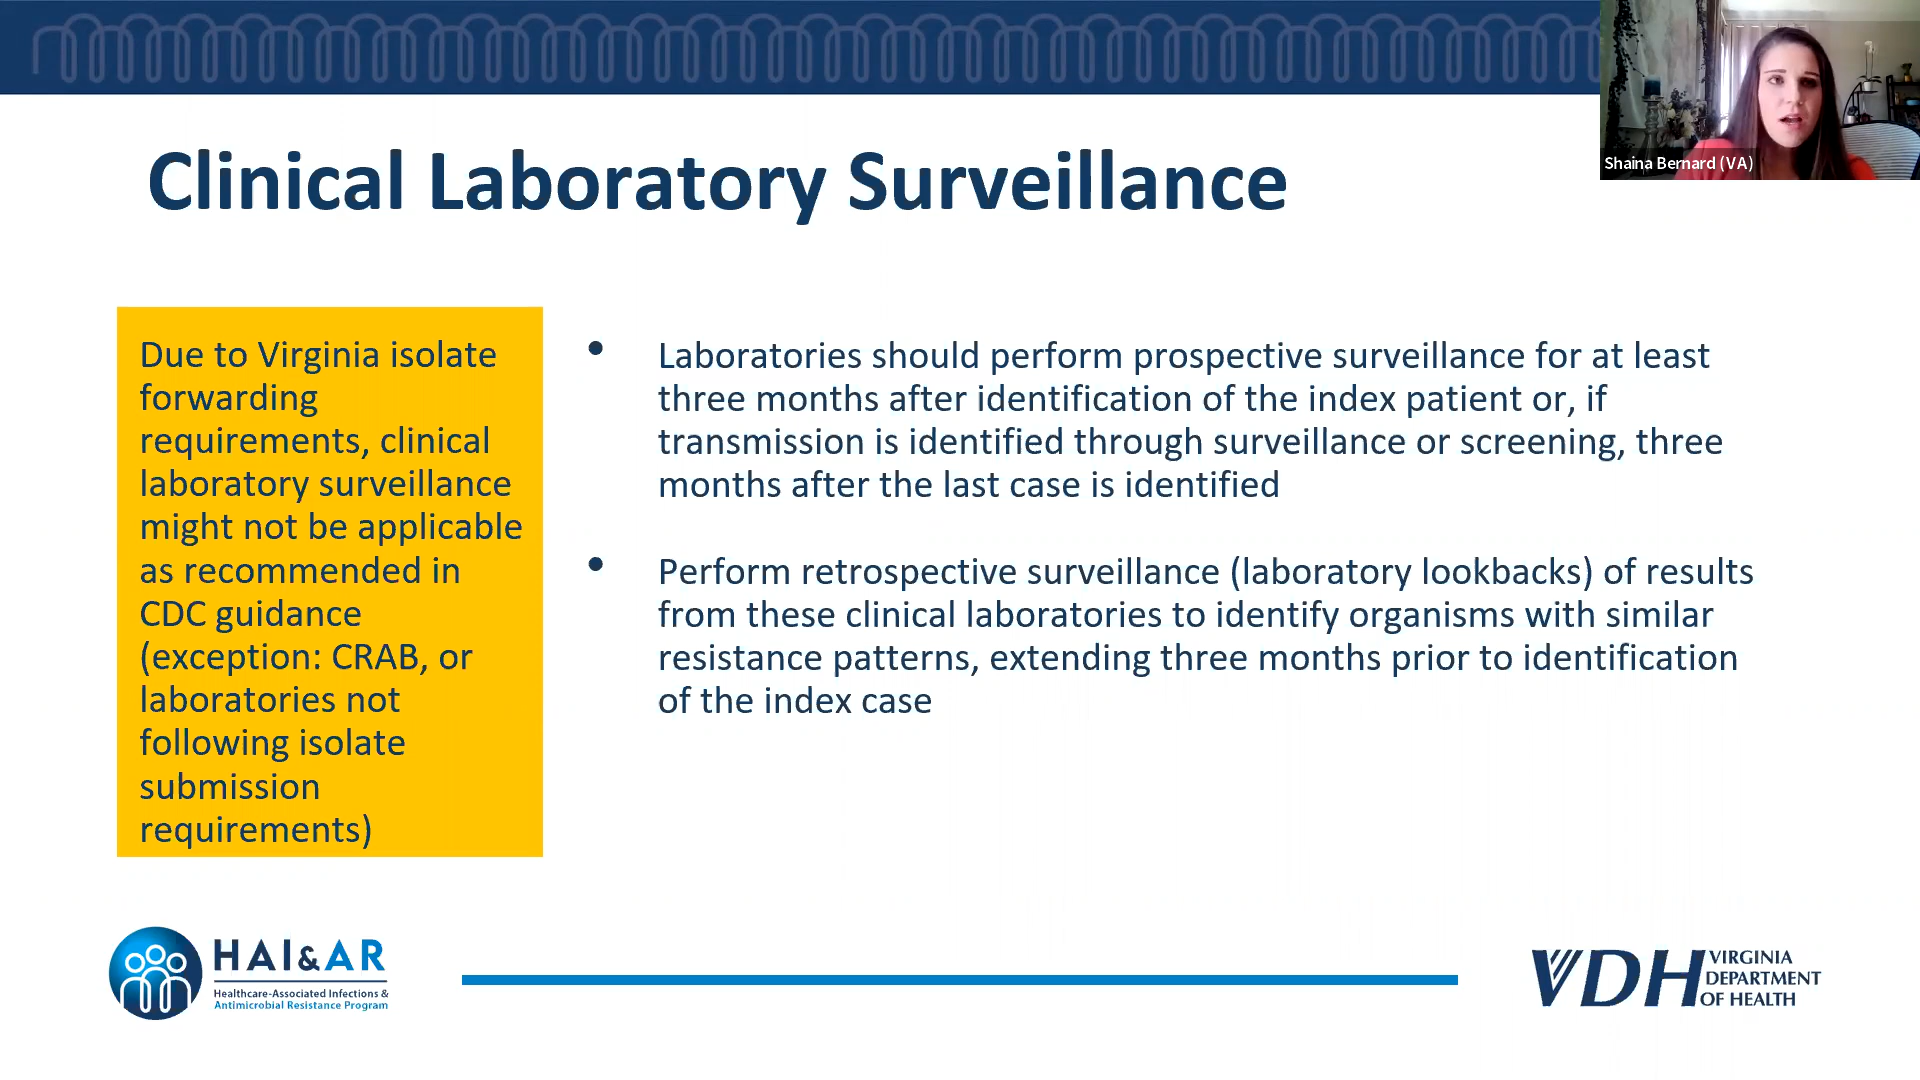 Shaina Bernard (VA)
Clinical Laboratory Surveillance
Due to Virginia isolate
forwarding
requirements, clinical
laboratory surveillance
might not be applicable
as recommended in
CDC guidance
(exception: CRAB, or
laboratories not
following isolate
submission
requirements)
• Laboratories should perform prospective surveillance for at least
three months after identification of the index patient or, if
transmission is identified through surveillance or screening, three
months after the last case is identified
• Perform retrospective surveillance (laboratory lookbacks) of results
from these clinical laboratories to identify organisms with similar
resistance patterns, extending three months prior to identification
of the index case
HAI&AR
Healthcare-Associated Infections &
Antimicrobial Resistance Program
VDH
VIRGINIA
DEPARTMENT
OF HEALTH